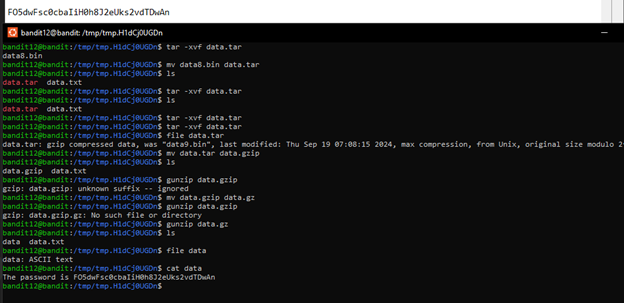 FO5dwFsc0cbaIiH0h8J2eUks2vdTDwAn
bandit12@bandit: /tmp/tmp.H1dCj0UGDn
bandit12@bandit:/tmp/tmp.H1dCj0UGDn$ tar -xvf data.tar
data8.bin
bandit12@bandit:/tmp/tmp.H1dCj0UGDn$ mv data8.bin data.tar
bandit12@bandit:/tmp/tmp.H1dCj0UGDn$ ls
data.tar data.txt
bandit12@bandit:/tmp/tmp.H1dCj0UGDn$ tar -xvf data.tar
bandit12@bandit:/tmp/tmp.H1dCj0UGDn$ ls
data.tar data.txt
bandit12@bandit:/tmp/tmp.H1dCj0UGDn$ tar -xvf data.tar
bandit12@bandit:/tmp/tmp.H1dCj0UGDn$ tar -xvf data.tar
bandit12@bandit:/tmp/tmp.H1dCj0UGDn$ file data.tar
data.tar: gzip compressed data, was "data9.bin", last modified: Thu Sep 19 07:08:15 2024, max compression, from Unix, original size modulo 2
bandit12@bandit:/tmp/tmp.H1dCj0UGDn$ mv data.tar data.gzip
bandit12@bandit:/tmp/tmp.H1dCj0UGDn$ ls
data.gzip data.txt
bandit12@bandit:/tmp/tmp.H1dCj0UGDn$ gunzip data.gzip
gzip: data.gzip: unknown suffix -- ignored
bandit12@bandit:/tmp/tmp.H1dCj0UGDn$ mv data.gzip data.gz
bandit12@bandit:/tmp/tmp.H1dCj0UGDn$ gunzip data.gzip
gzip: data.gzip.gz: No such file or directory
bandit12@bandit:/tmp/tmp.H1dCj0UGDn$ gunzip data.gz
bandit12@bandit:/tmp/tmp.H1dCj0UGDn$ ls
data data.txt
bandit12@bandit:/tmp/tmp.H1dCj0UGDn$ file data
data: ASCII text
bandit12@bandit:/tmp/tmp.H1dCj0UGDn$ cat data
The password is FO5dwFsc0cbaIiH0h8J2eUks2vdTDwAn
bandit12@bandit:/tmp/tmp.H1dCj0UGDn$